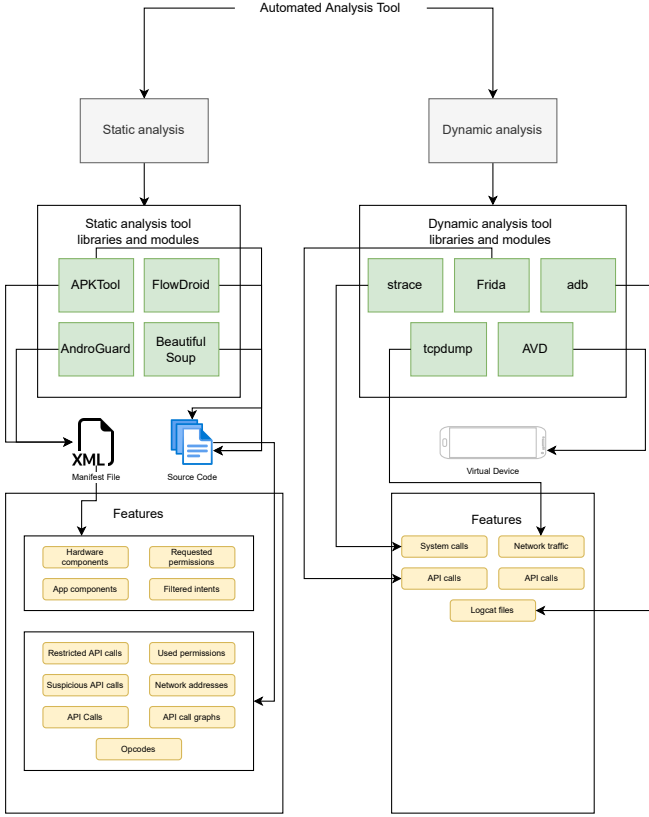 Automated Analysis Tool
Static analysis
Dynamic analysis
Static analysis tool
libraries and modules
APKTool
FlowDroid
AndroGuard
Beautiful
Soup
Dynamic analysis tool
libraries and modules
strace
Frida
adb
tcpdump
AVD
XML
Manifest File
Source Code
Virtual Device
Features
Hardware
components
Requested
permissions
App components
Filtered intents
Restricted API calls
Used permissions
Suspicious API calls
Network addresses
API Calls
API call graphs
Opcodes
Features
System calls
Network traffic
API calls
API calls
Logcat files